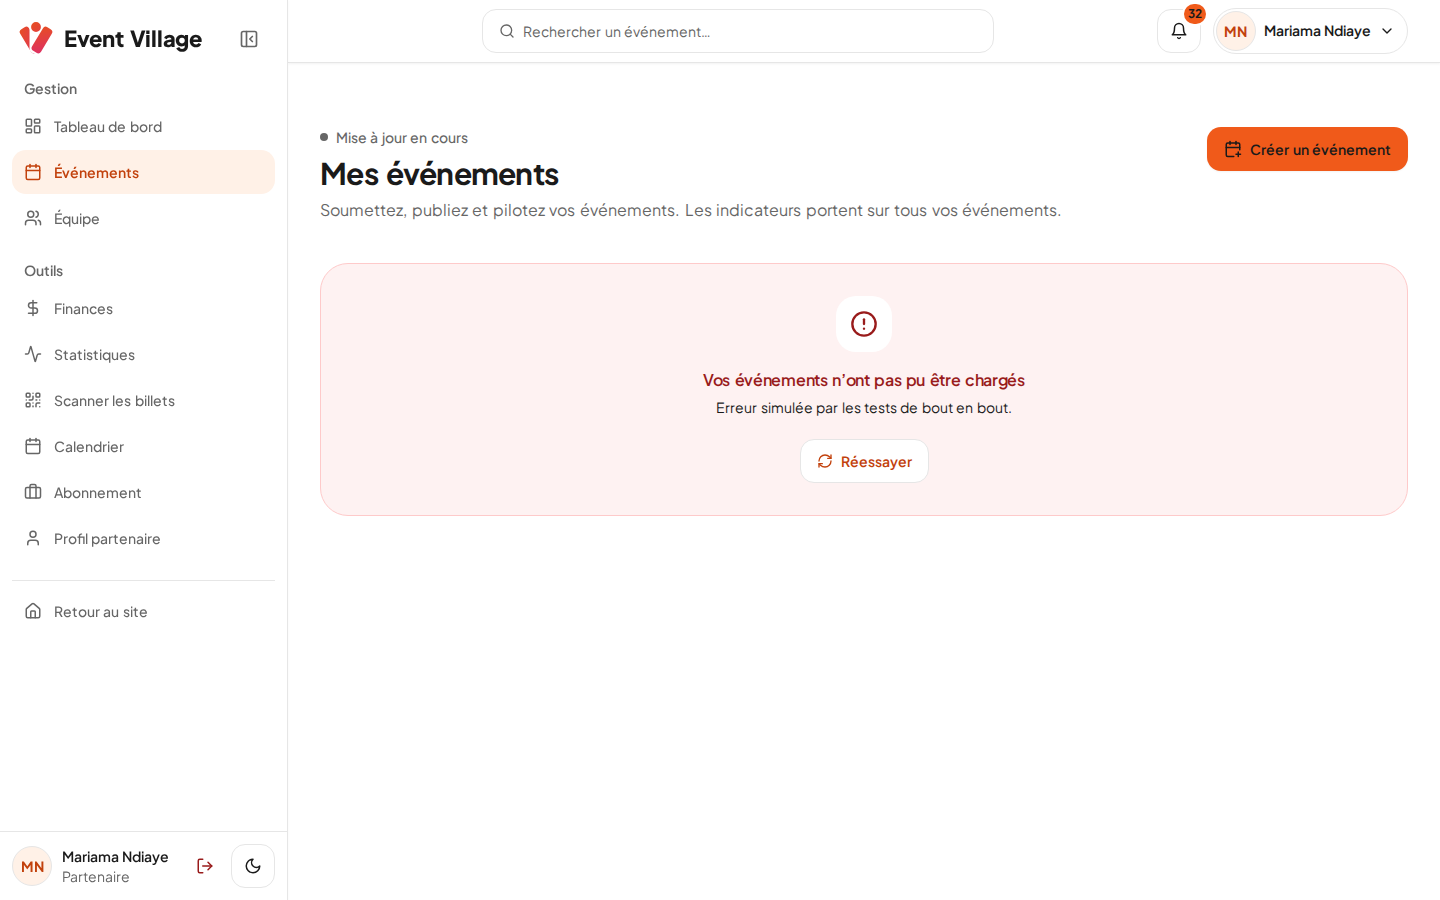 Event Village
Rechercher un événement…
32
MN
Mariama Ndiaye
Gestion
Tableau de bord
Événements
Équipe
Outils
Finances
Statistiques
Scanner les billets
Calendrier
Abonnement
Profil partenaire
Retour au site
Mise à jour en cours
Mes événements
Soumettez, publiez et pilotez vos événements. Les indicateurs portent sur tous vos événements.
Créer un événement
Vos événements n’ont pas pu être chargés
Erreur simulée par les tests de bout en bout.
Réessayer
MN
Mariama Ndiaye
Partenaire